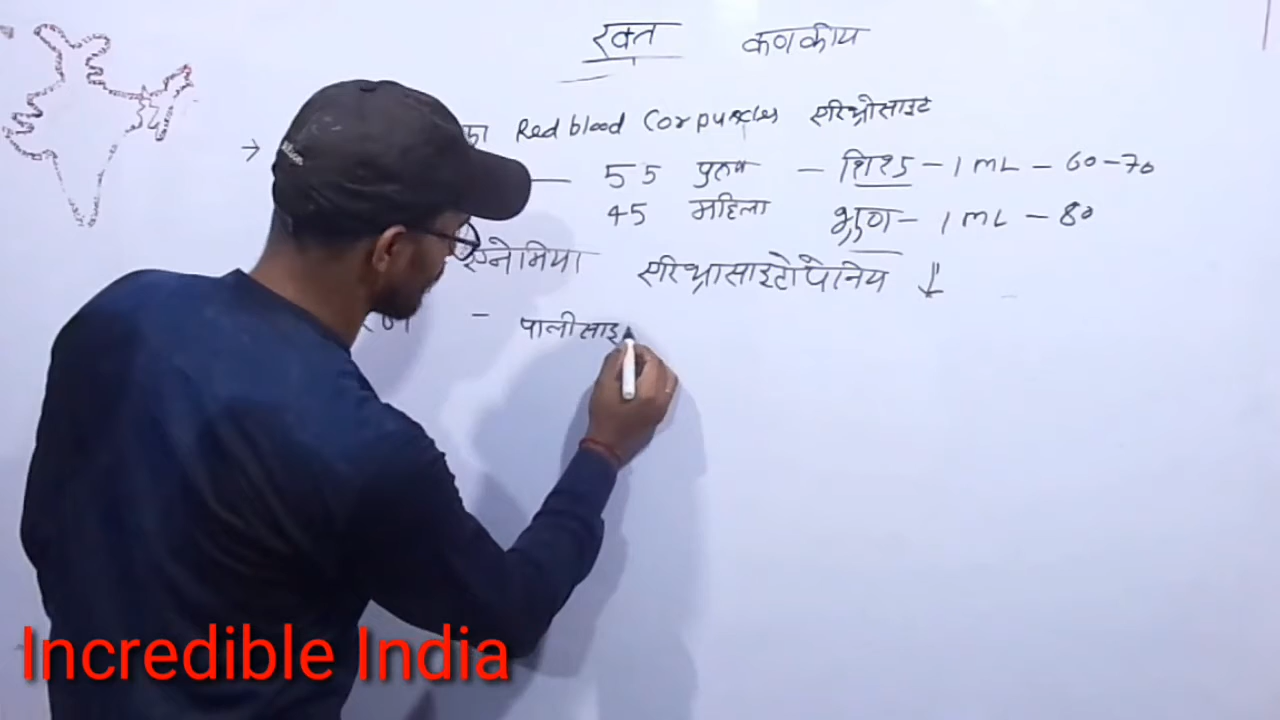 रक्त कणकीय
Red blood Corpuscles एरिथ्रोसाइट
55 पुरुष - शिशु - 1 ML - 60-70
45 महिला भ्रूण - 1 ML - 80
एनेमिया एरिथ्रोसाइटोपेनिय ↓
- पालीसाइ
Incredible India